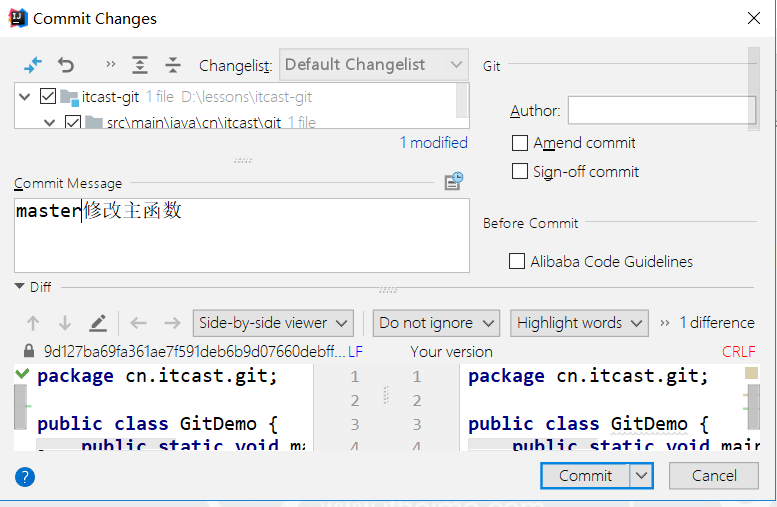 Commit Changes
Changelist: Default Changelist
itcast-git 1 file D:\lessons\itcast-git
src\main\java\cn\itcast\git 1 file
1 modified
Git
Author:
Amend commit
Sign-off commit
Commit Message
master修改主函数
Before Commit
Alibaba Code Guidelines
Diff
Side-by-side viewer Do not ignore Highlight words 1 difference
9d127ba69fa361ae7f591deb6b9d07660debff... LF Your version CRLF
package cn.itcast.git; 1 1 package cn.itcast.git;
2 2
public class GitDemo { 3 3 public class GitDemo {
public static void ma 4 4 public static void main
? Commit Cancel